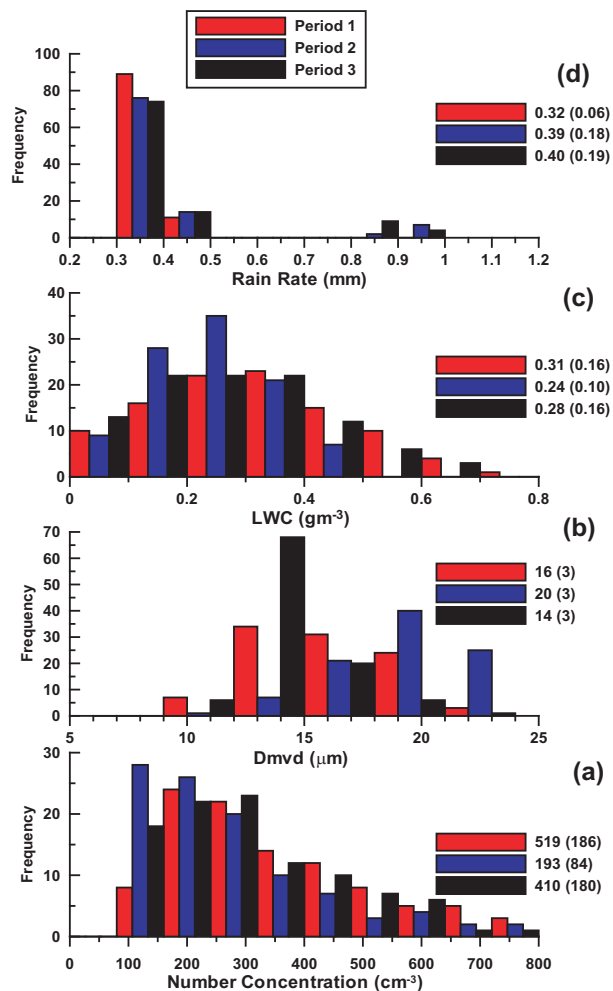 Period 1
Period 2
Period 3
(d)
100
80
60
40
20
0
Frequency
0.32 (0.06)
0.39 (0.18)
0.40 (0.19)
0.2 0.3 0.4 0.5 0.6 0.7 0.8 0.9 1 1.1 1.2
Rain Rate (mm)
(c)
40
30
20
10
0
Frequency
0.31 (0.16)
0.24 (0.10)
0.28 (0.16)
0 0.2 0.4 0.6 0.8
LWC (gm-3)
(b)
70
60
50
40
30
20
10
0
Frequency
16 (3)
20 (3)
14 (3)
5 10 15 20 25
Dmvd (μm)
(a)
30
20
10
0
Frequency
519 (186)
193 (84)
410 (180)
0 100 200 300 400 500 600 700 800
Number Concentration (cm-3)